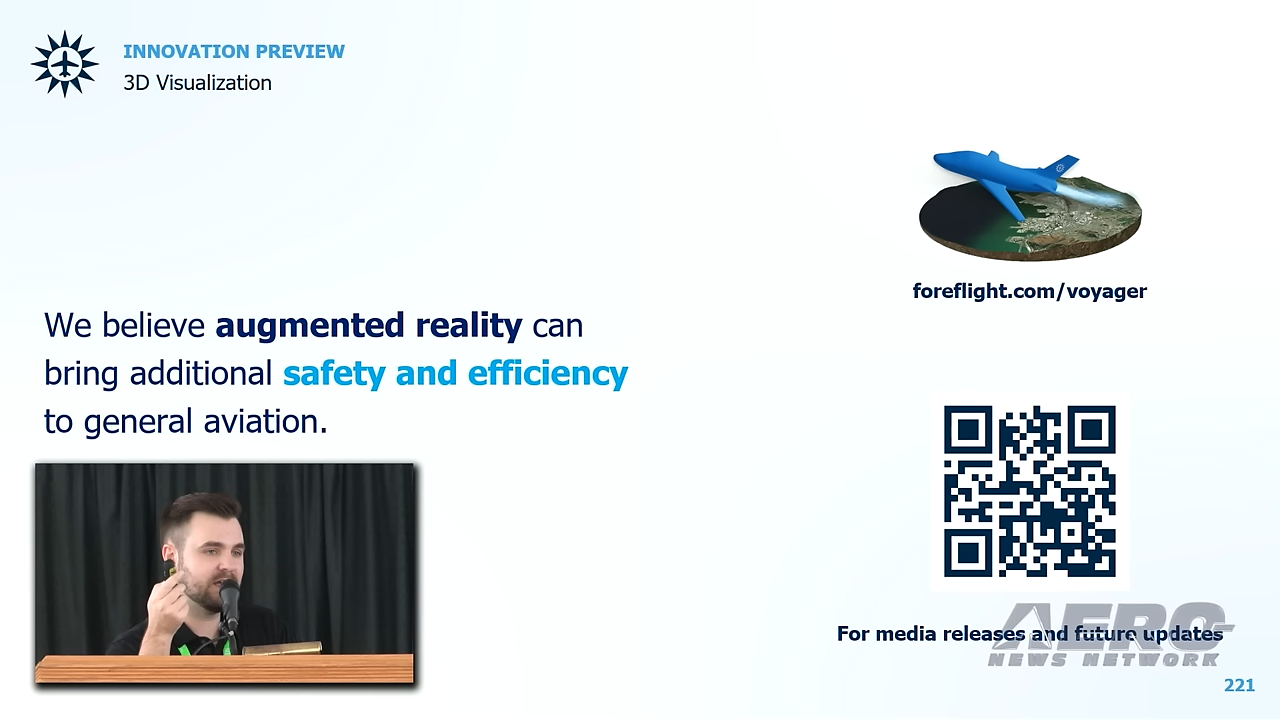 INNOVATION PREVIEW
3D Visualization
foreflight.com/voyager
We believe augmented reality can
bring additional safety and efficiency
to general aviation.
For media releases and future updates
AERO
NEWS NETWORK
221